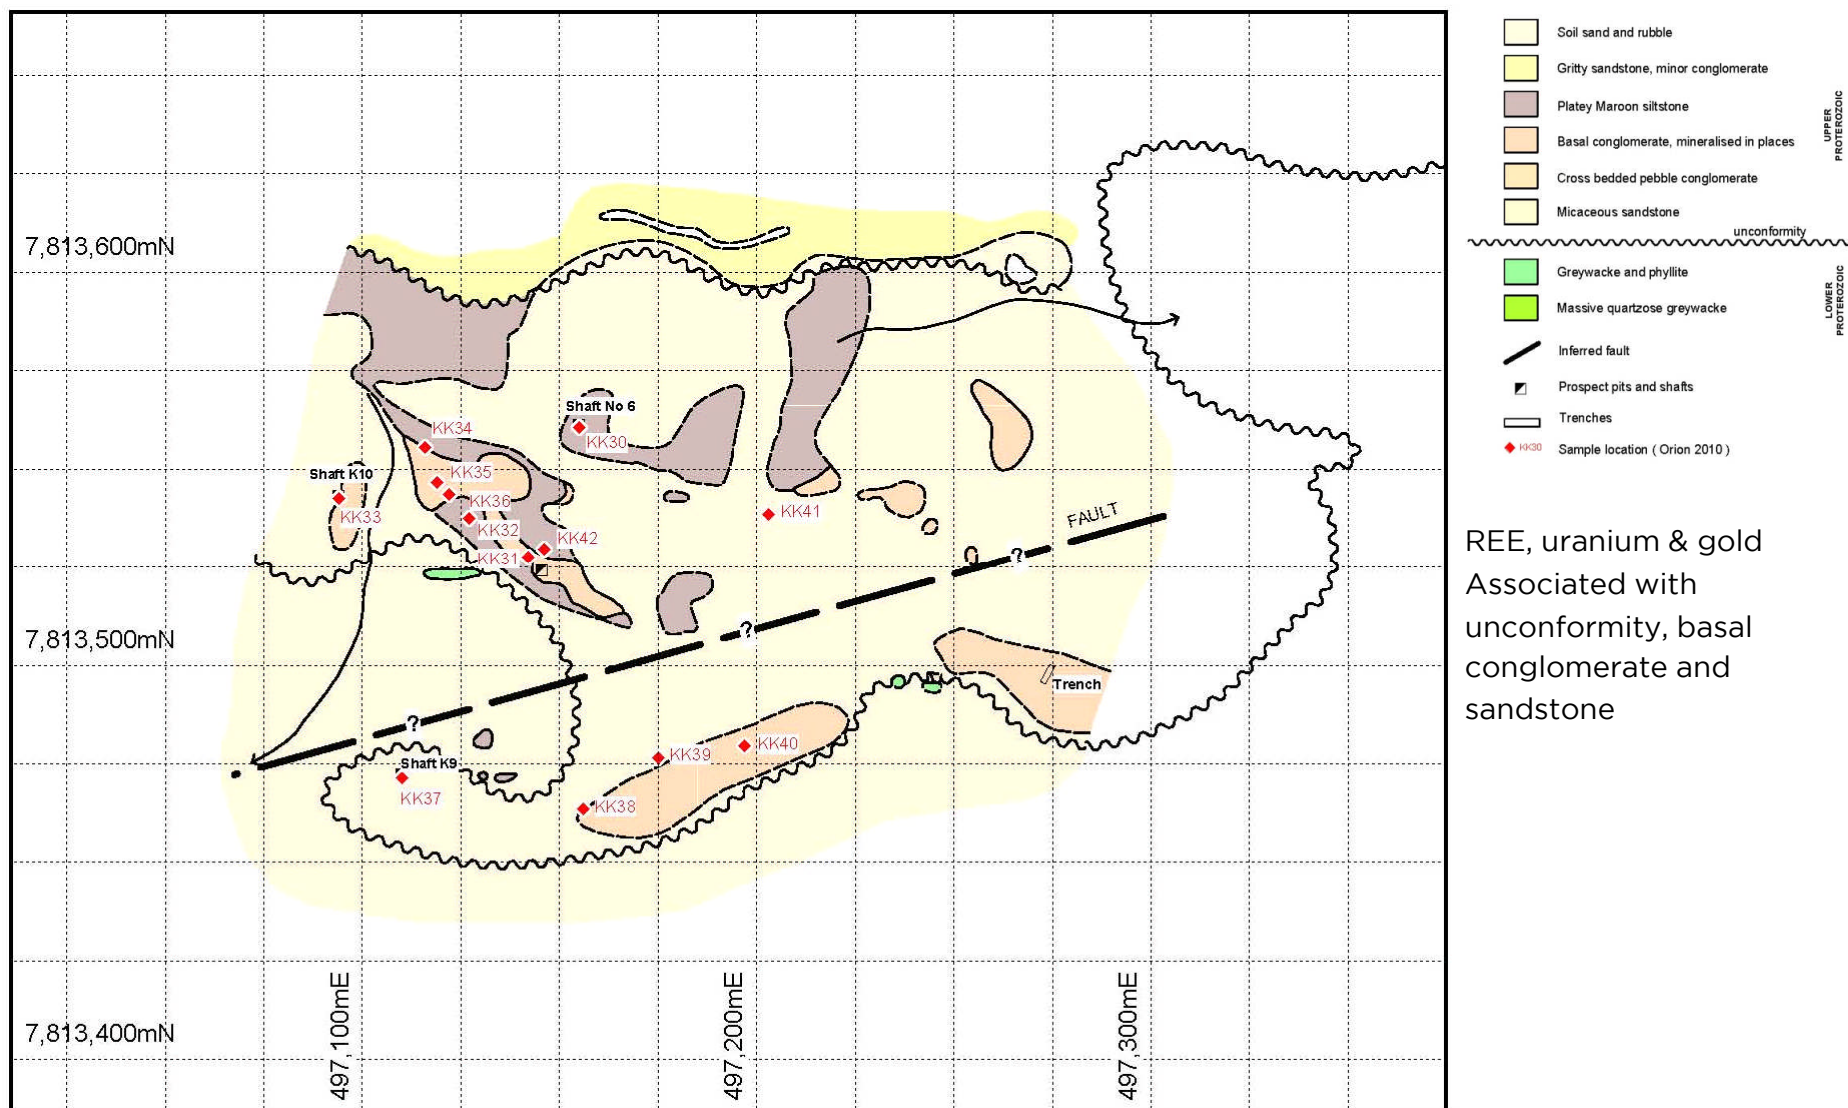 Soil sand and rubble
Gritty sandstone, minor conglomerate
Platey Maroon siltstone
Basal conglomerate, mineralised in places
Cross bedded pebble conglomerate
Micaceous sandstone
UPPER
PROTEROZOIC
unconformity
Greywacke and phyllite
Massive quartzose greywacke
LOWER
PROTEROZOIC
Inferred fault
Prospect pits and shafts
Trenches
KK30 Sample location ( Orion 2010 )
REE, uranium & gold
Associated with
unconformity, basal
conglomerate and
sandstone
7,813,600mN
7,813,500mN
7,813,400mN
497,100mE
497,200mE
497,300mE
Shaft No 6
KK30
KK34
KK35
KK36
Shaft K10
KK33
KK32
KK42
KK31
KK41
FAULT
?
?
?
Trench
Shaft K9
KK37
KK39
KK40
KK38